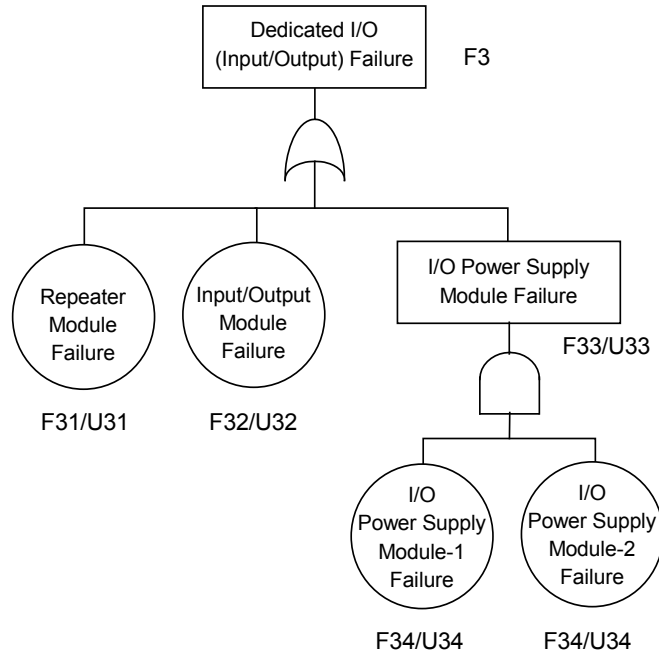 Dedicated I/O
(Input/Output) Failure
F3
Repeater
Module
Failure
F31/U31
Input/Output
Module
Failure
F32/U32
I/O Power Supply
Module Failure
F33/U33
I/O
Power Supply
Module-1
Failure
F34/U34
I/O
Power Supply
Module-2
Failure
F34/U34